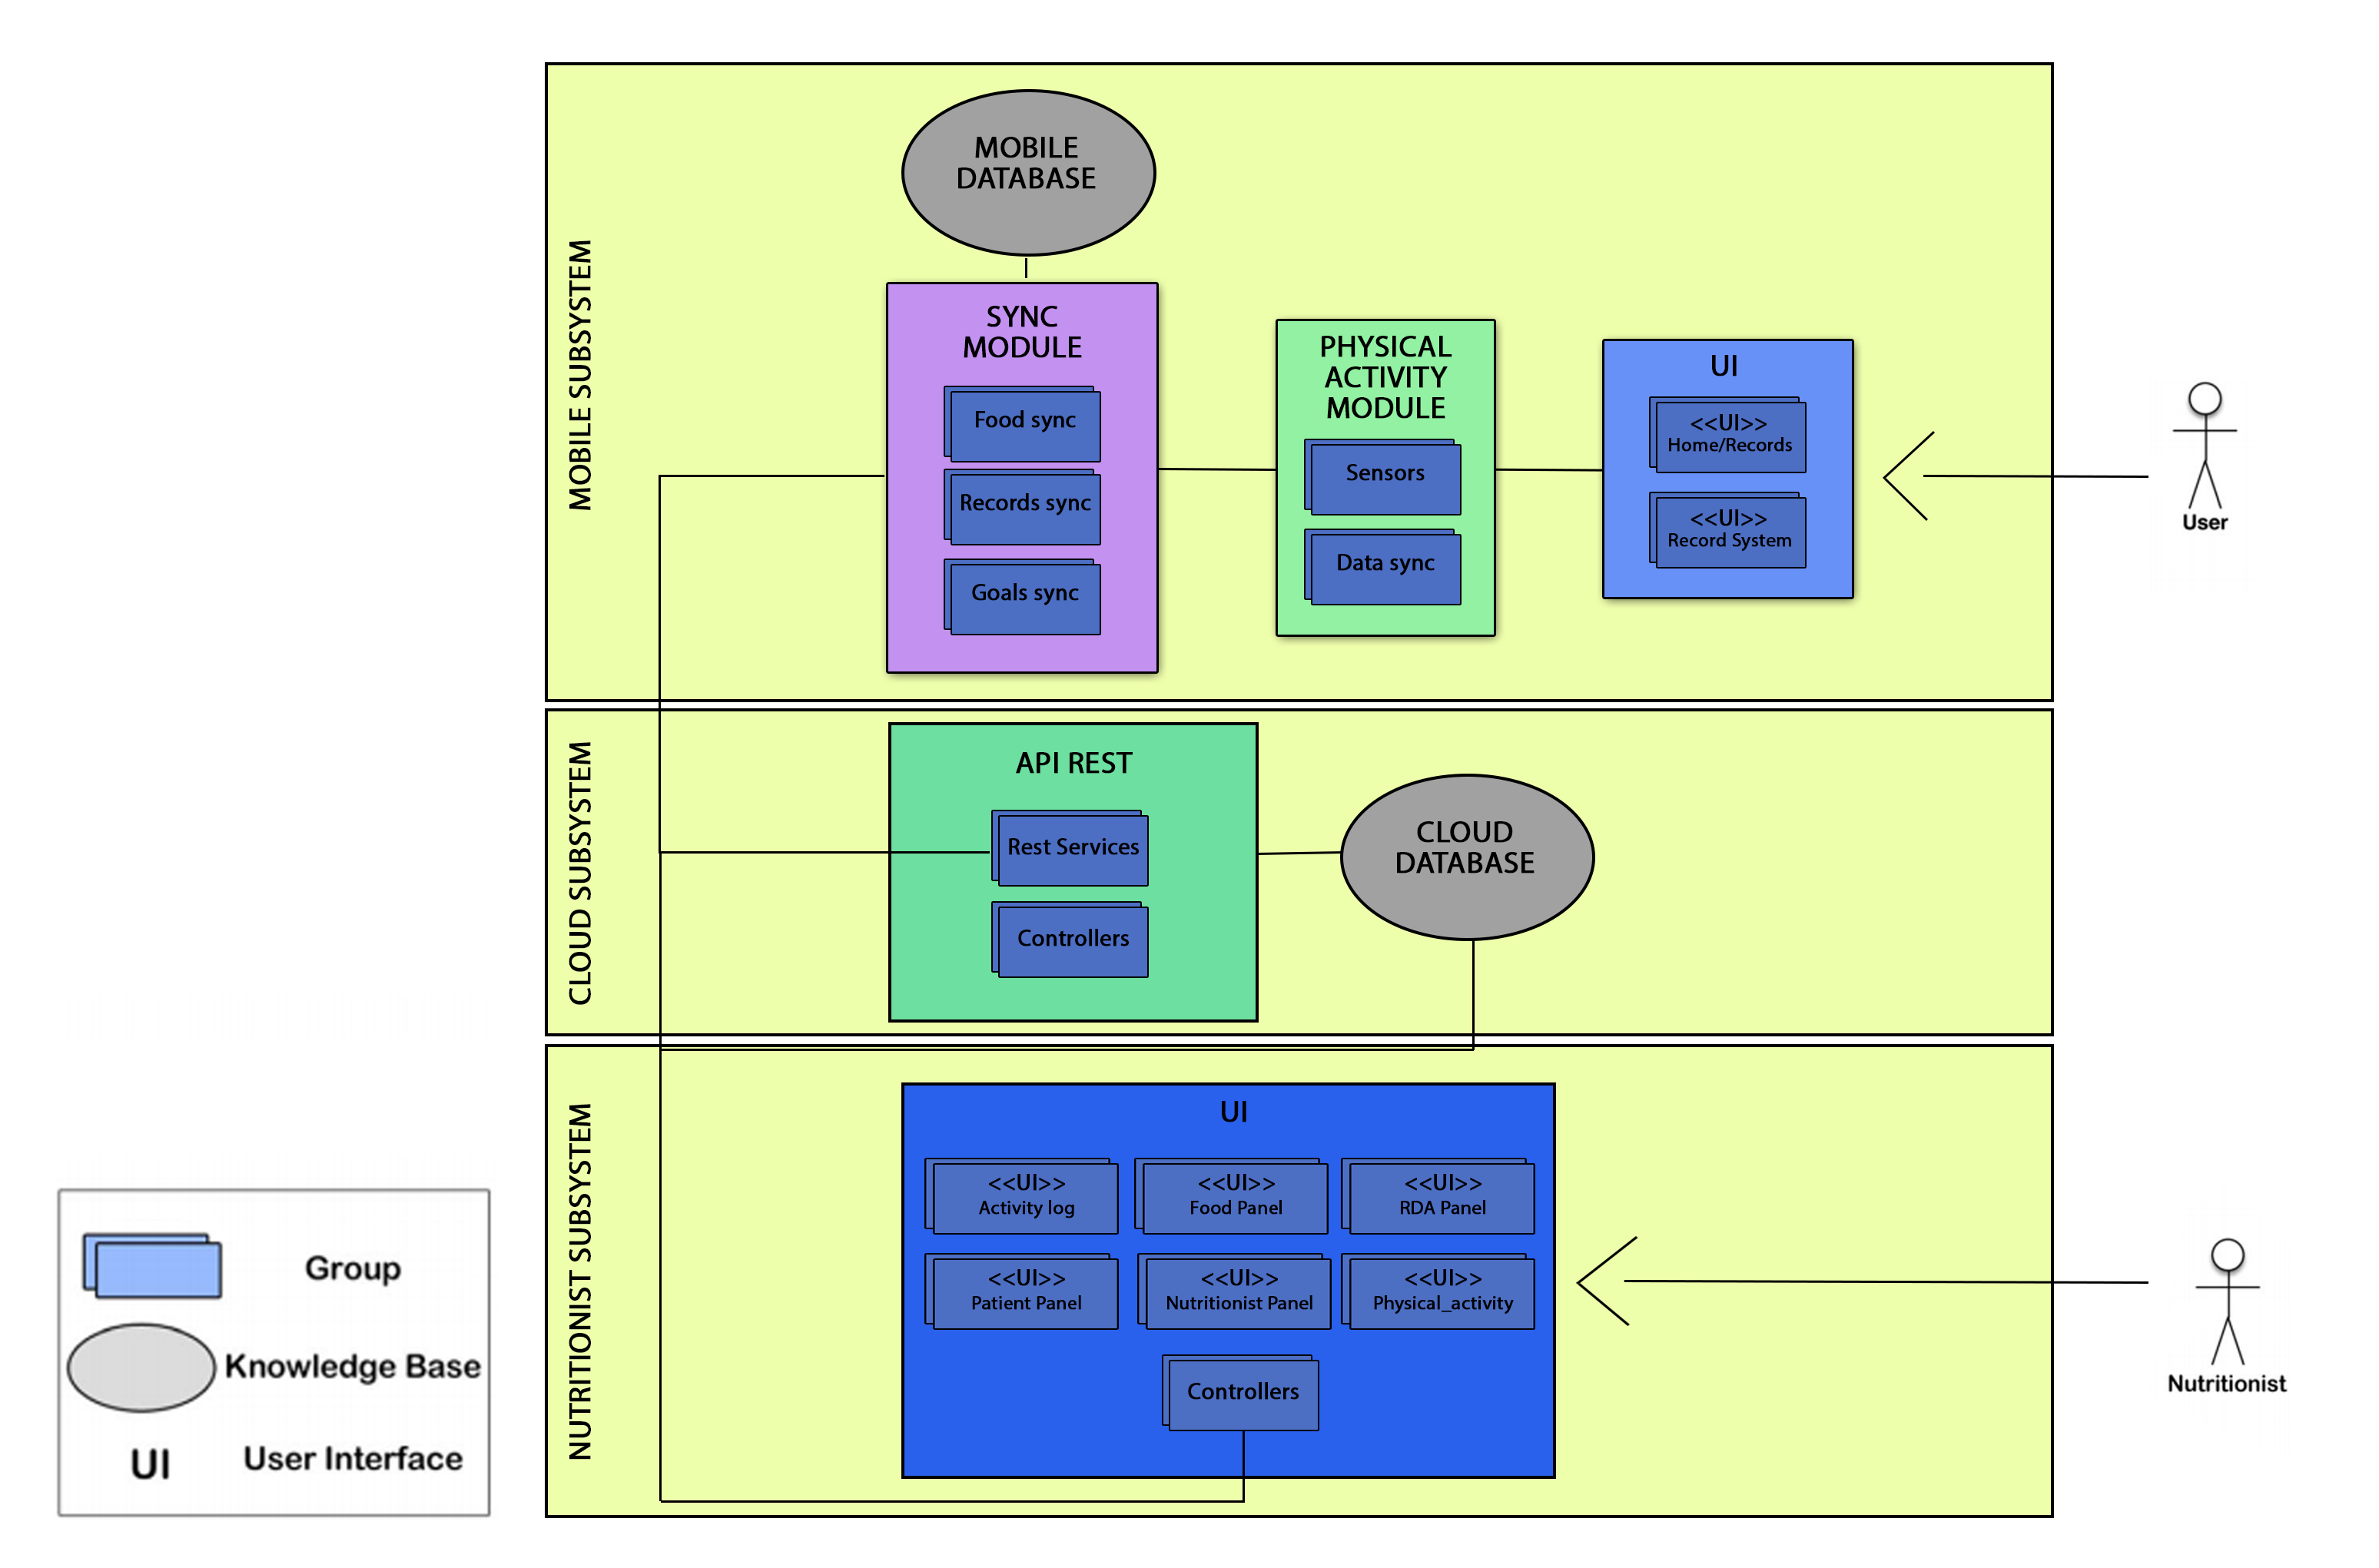 MOBILE SUBSYSTEM
MOBILE
DATABASE
SYNC
MODULE
Food sync
Records sync
Goals sync
PHYSICAL
ACTIVITY
MODULE
Sensors
Data sync
UI
<<UI>>
Home/Records
<<UI>>
Record System
User
CLOUD SUBSYSTEM
API REST
Rest Services
Controllers
CLOUD
DATABASE
NUTRITIONIST SUBSYSTEM
UI
<<UI>>
Activity log
<<UI>>
Food Panel
<<UI>>
RDA Panel
<<UI>>
Patient Panel
<<UI>>
Nutritionist Panel
<<UI>>
Physical_activity
Controllers
Nutritionist
Group
Knowledge Base
UI User Interface